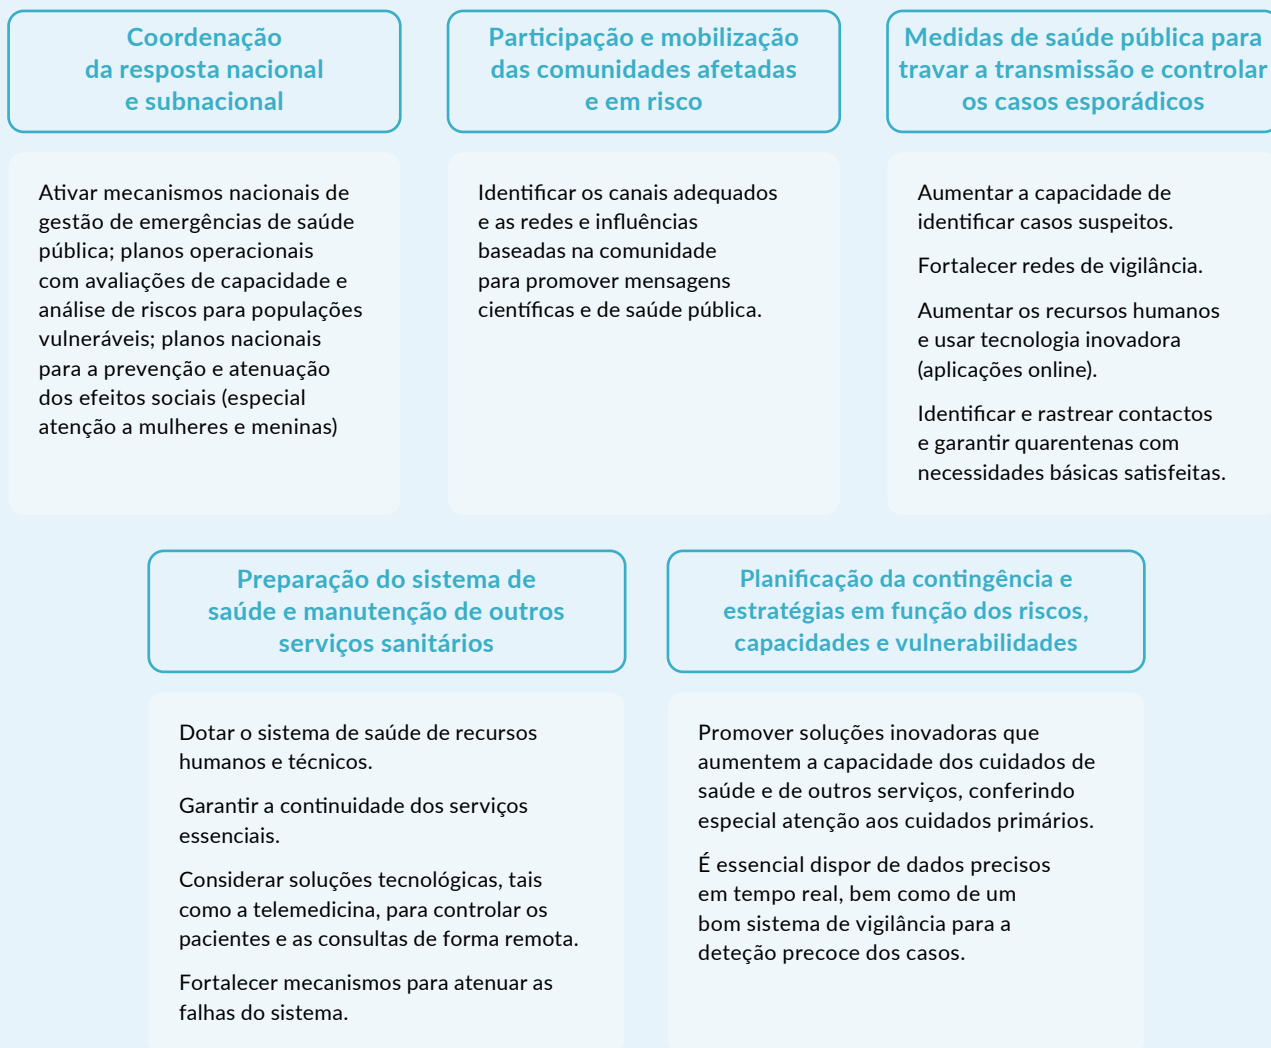 Coordenação
da resposta nacional
e subnacional
Ativar mecanismos nacionais de
gestão de emergências de saúde
pública; planos operacionais
com avaliações de capacidade e
análise de riscos para populações
vulneráveis; planos nacionais
para a prevenção e atenuação
dos efeitos sociais (especial
atenção a mulheres e meninas)
Participação e mobilização
das comunidades afetadas
e em risco
Identificar os canais adequados
e as redes e influências
baseadas na comunidade
para promover mensagens
científicas e de saúde pública.
Medidas de saúde pública para
travar a transmissão e controlar
os casos esporádicos
Aumentar a capacidade de
identificar casos suspeitos.
Fortalecer redes de vigilância.
Aumentar os recursos humanos
e usar tecnologia inovadora
(aplicações online).
Identificar e rastrear contactos
e garantir quarentenas com
necessidades básicas satisfeitas.
Preparação do sistema de
saúde e manutenção de outros
serviços sanitários
Dotar o sistema de saúde de recursos
humanos e técnicos.
Garantir a continuidade dos serviços
essenciais.
Considerar soluções tecnológicas, tais
como a telemedicina, para controlar os
pacientes e as consultas de forma remota.
Fortalecer mecanismos para atenuar as
falhas do sistema.
Planificação da contingência e
estratégias em função dos riscos,
capacidades e vulnerabilidades
Promover soluções inovadoras que
aumentem a capacidade dos cuidados de
saúde e de outros serviços, conferindo
especial atenção aos cuidados primários.
É essencial dispor de dados precisos
em tempo real, bem como de um
bom sistema de vigilância para a
deteção precoce dos casos.